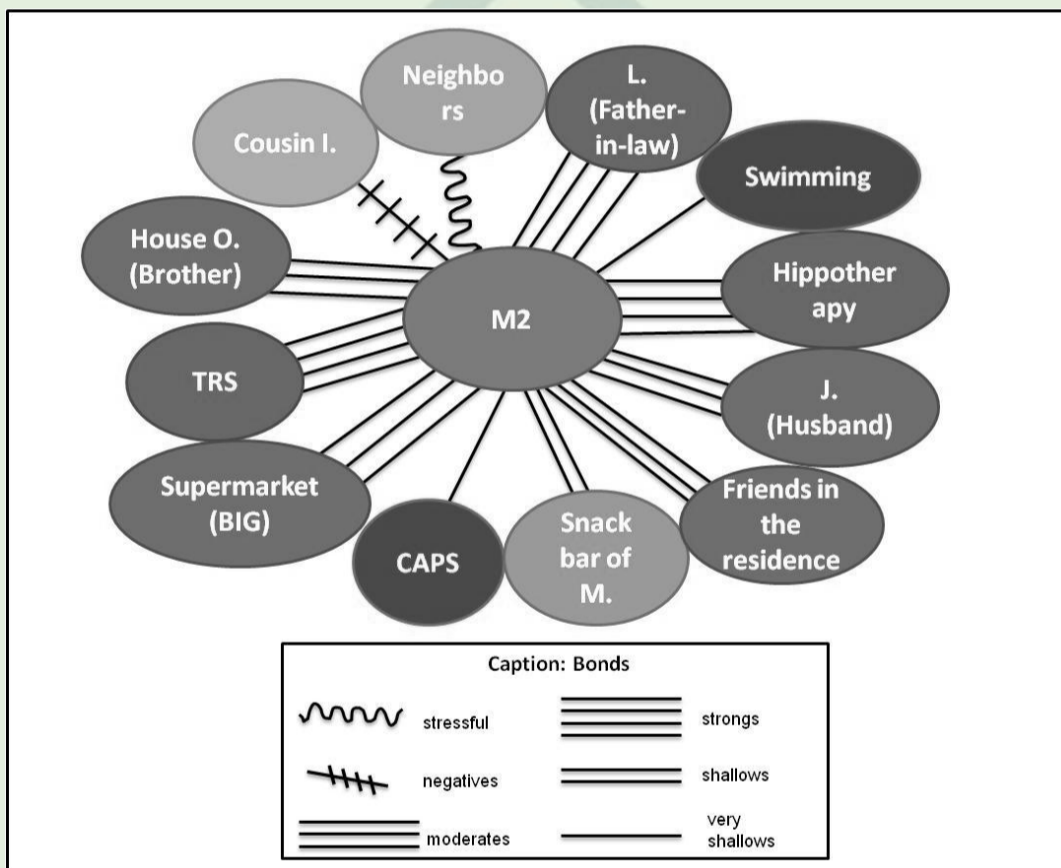 Neighbo
rs
L.
(Father-
in-law)
Cousin I.
Swimming
House O.
(Brother)
Hippother
apy
M2
TRS
J.
(Husband)
Supermarket
(BIG)
Friends in
the
residence
CAPS
Snack
bar of
M.
Caption: Bonds
stressful
strongs
negatives
shallows
moderates
very
shallows